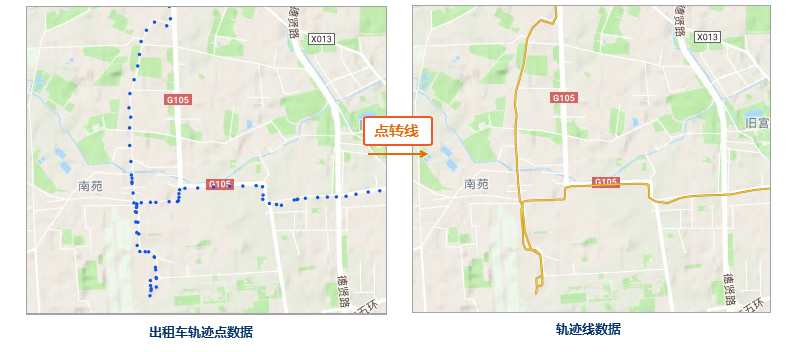 德贤路
X013
G105
南苑
G105
德贤路
五环
出租车轨迹点数据
点转线
德贤路
X013
G105
旧宫
南苑
G105
德贤路
五环
轨迹线数据